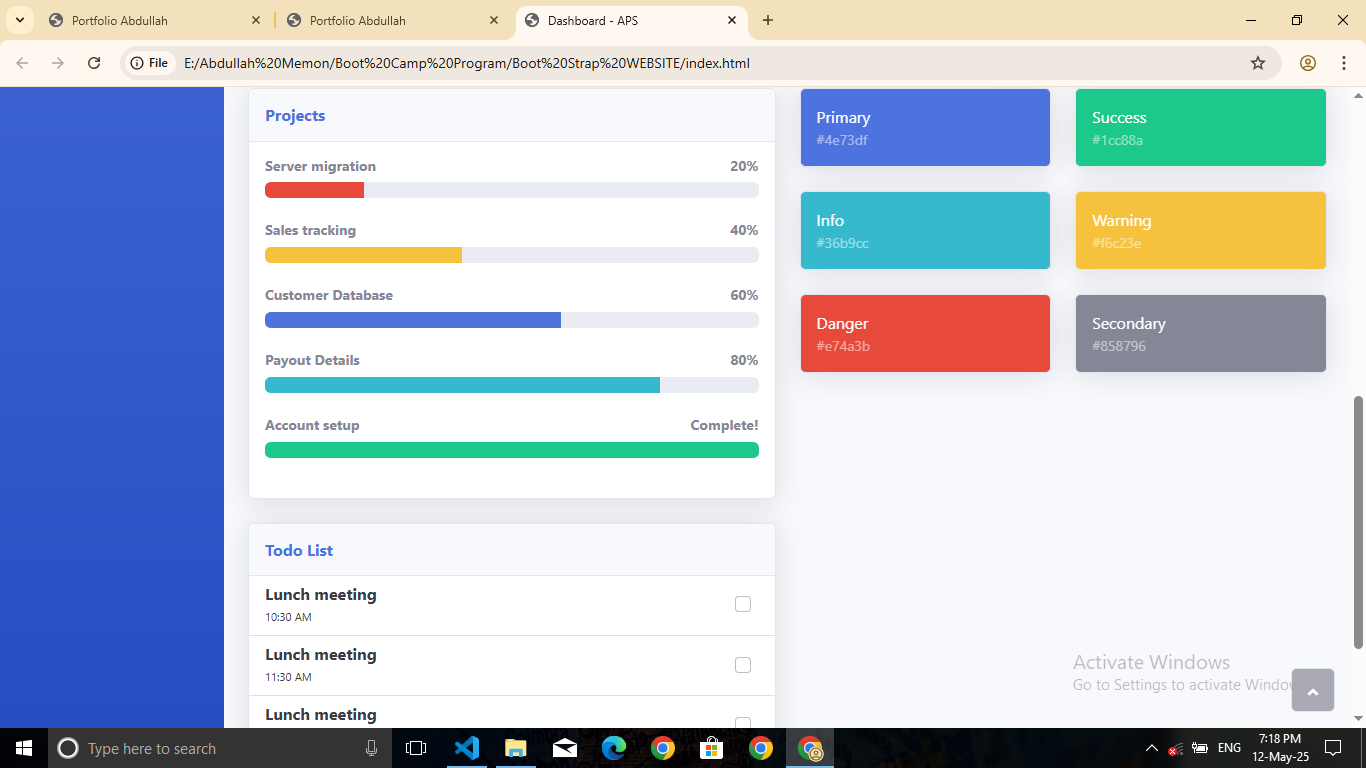 Portfolio Abdullah
Portfolio Abdullah
Dashboard - APS
File
E:/Abdullah%20Memon/Boot%20Camp%20Program/Boot%20Strap%20WEBSITE/index.html
Projects
Server migration 20%
Sales tracking 40%
Customer Database 60%
Payout Details 80%
Account setup Complete!
Primary
#4e73df
Success
#1cc88a
Info
#36b9cc
Warning
#f6c23e
Danger
#e74a3b
Secondary
#858796
Todo List
Lunch meeting
10:30 AM
Lunch meeting
11:30 AM
Lunch meeting
Activate Windows
Go to Settings to activate Windo
Type here to search
ENG
7:18 PM
12-May-25